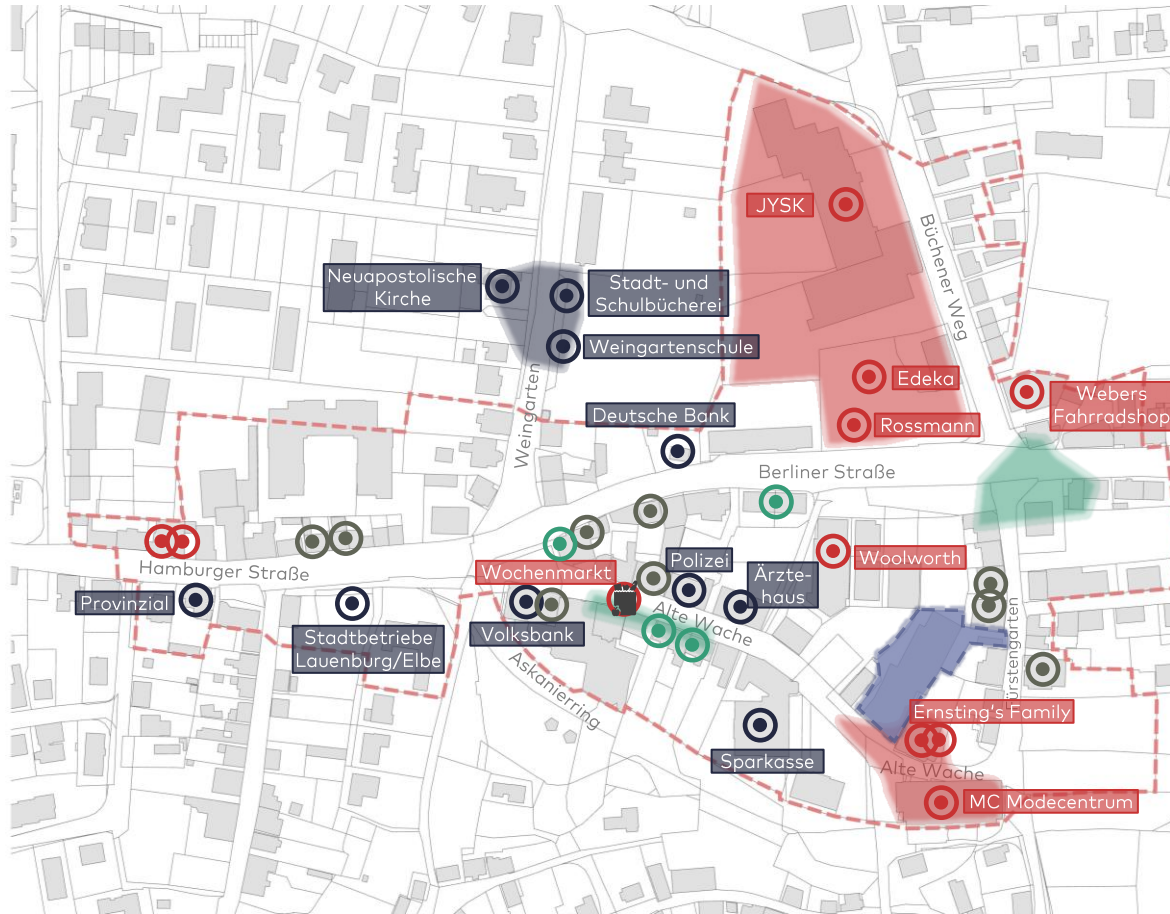 JYSK
Büchener Weg
Neuapostolische
Kirche
Stadt- und
Schulbücherei
Weingartenschule
Edeka
Webers
Fahrradshop
Weingarten
Deutsche Bank
Rossmann
Berliner Straße
Hamburger Straße
Wochenmarkt
Polizei
Ärzte-
haus
Woolworth
Provinzial
Stadtbetriebe
Lauenburg/Elbe
Volksbank
Alte Wache
Fürstengarten
Askanierring
Ernsting's Family
Sparkasse
Alte Wache
MC Modecentrum